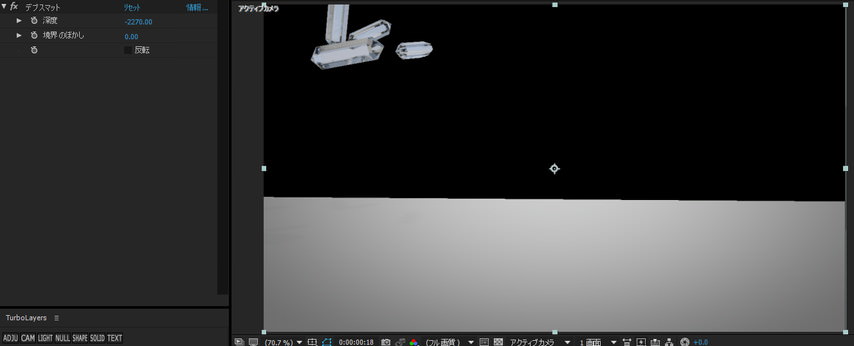 fx デプスマット リセット 情報...
深度 -2270.00
境界のぼかし 0.00
反転
アクティブカメラ
TurboLayers
ADJU CAM LIGHT NULL SHAPE SOLID TEXT
(70.7 %) 0:00:00:18 (フル画質) アクティブカメラ 1 画面 +0.0